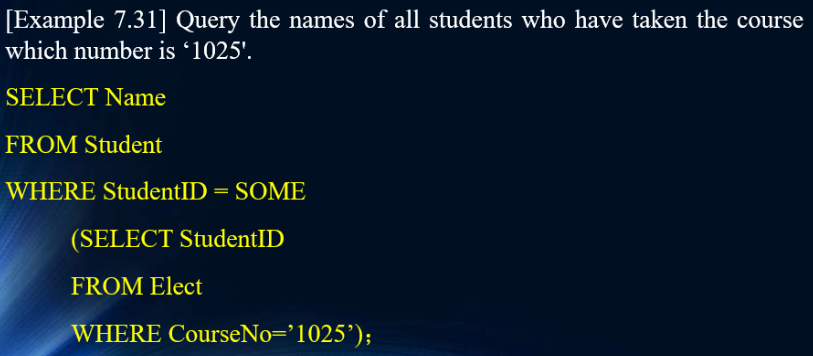 [Example 7.31] Query the names of all students who have taken the course
which number is ‘1025'.
SELECT Name
FROM Student
WHERE StudentID = SOME
(SELECT StudentID
FROM Elect
WHERE CourseNo=’1025’)；